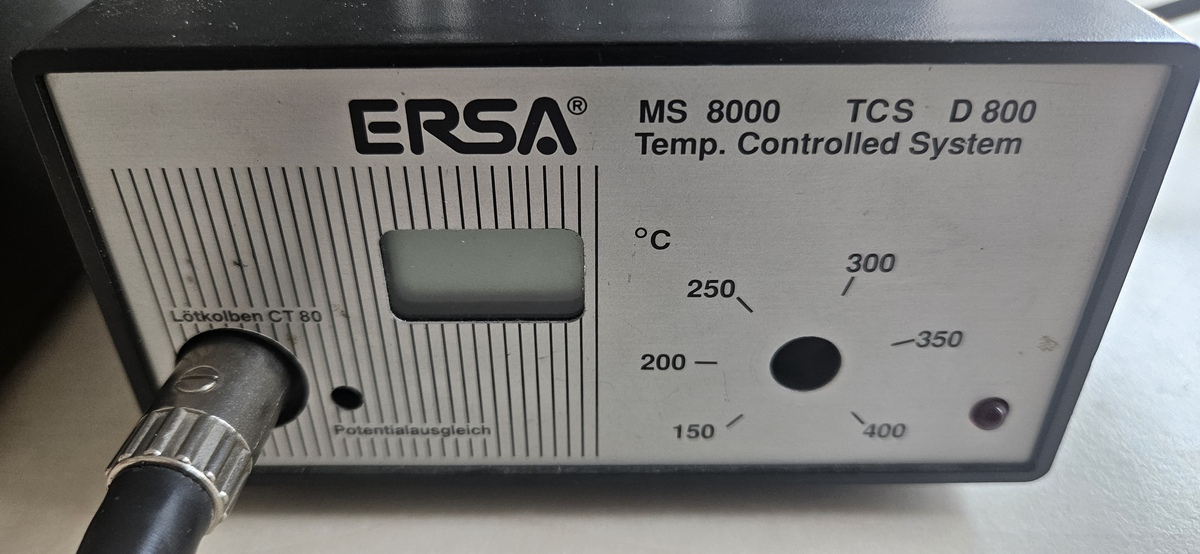 ERSA®
MS 8000 TCS D 800
Temp. Controlled System
°C
300
250
350
200
150
400
Lötkolben CT 80
Potentialausgleich